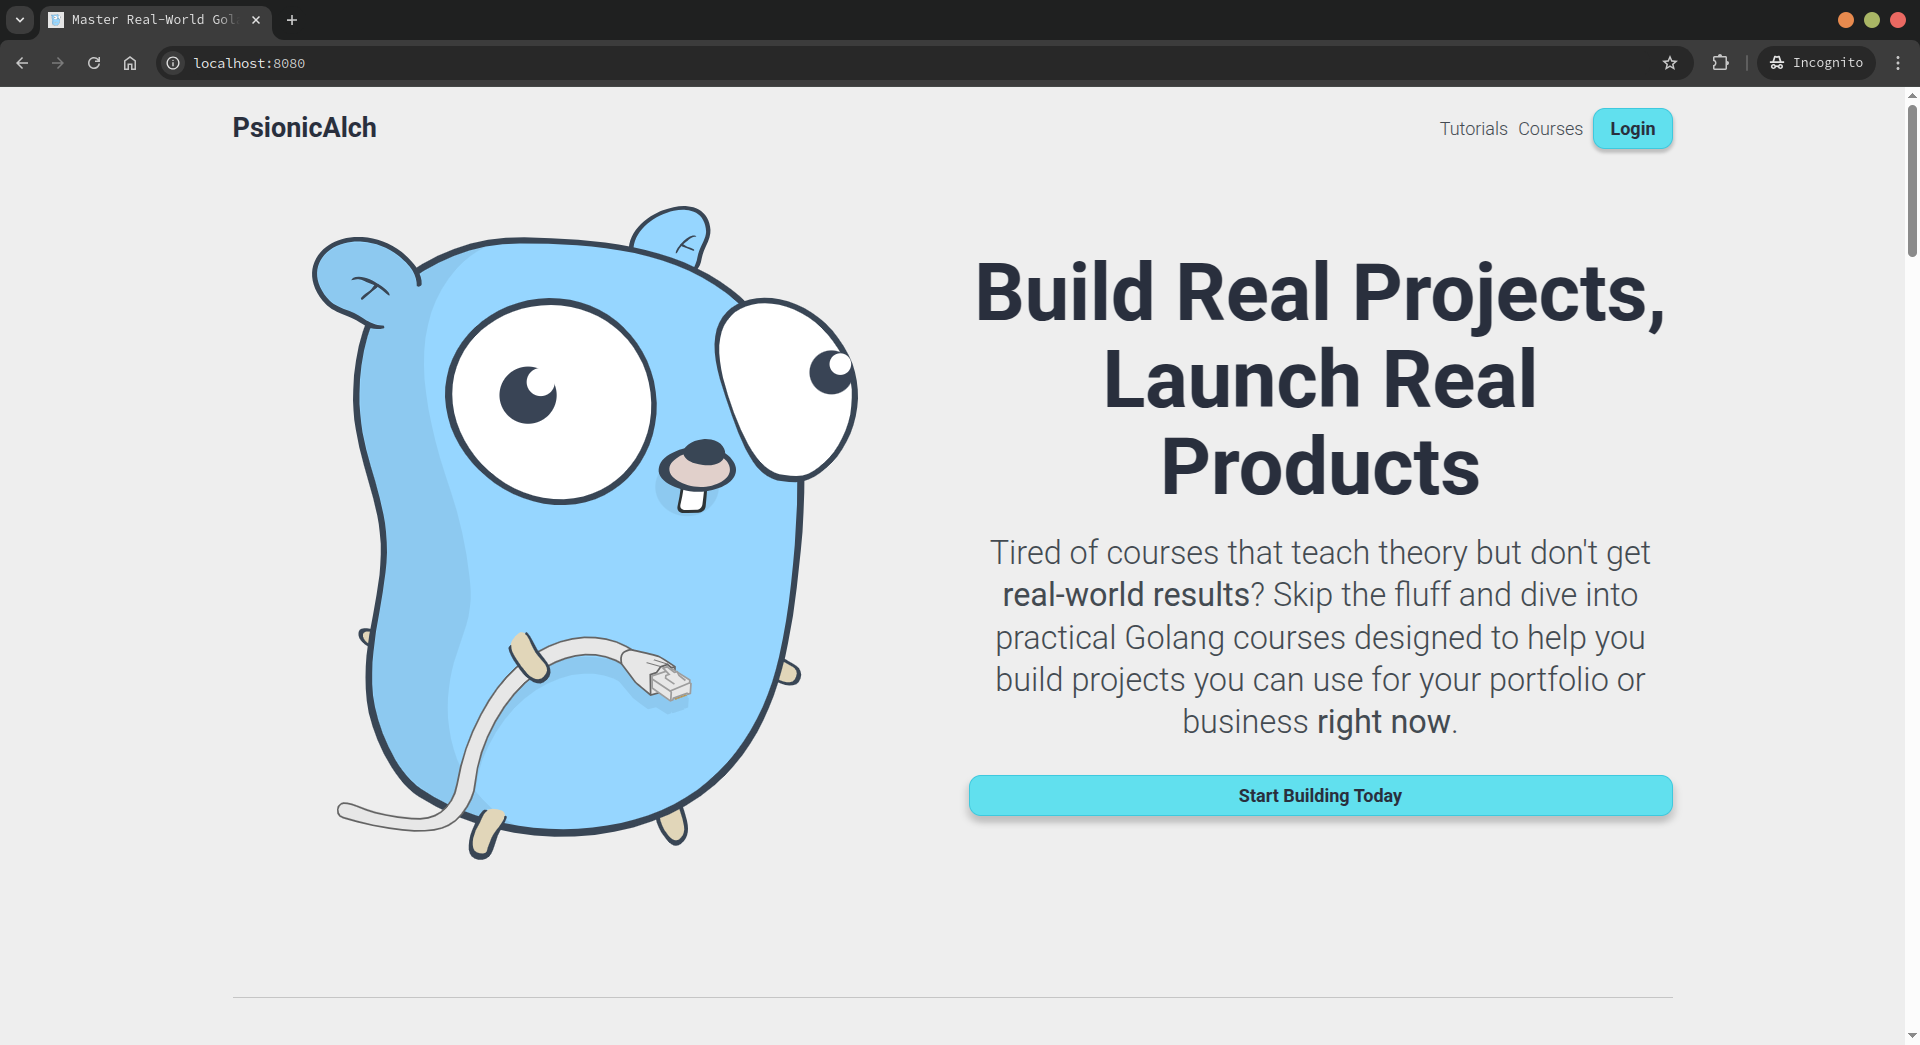 Master Real-World Gol
localhost:8080
Incognito
PsionicAlch
Tutorials Courses Login
Build Real Projects,
Launch Real
Products
Tired of courses that teach theory but don't get
real-world results? Skip the fluff and dive into
practical Golang courses designed to help you
build projects you can use for your portfolio or
business right now.
Start Building Today